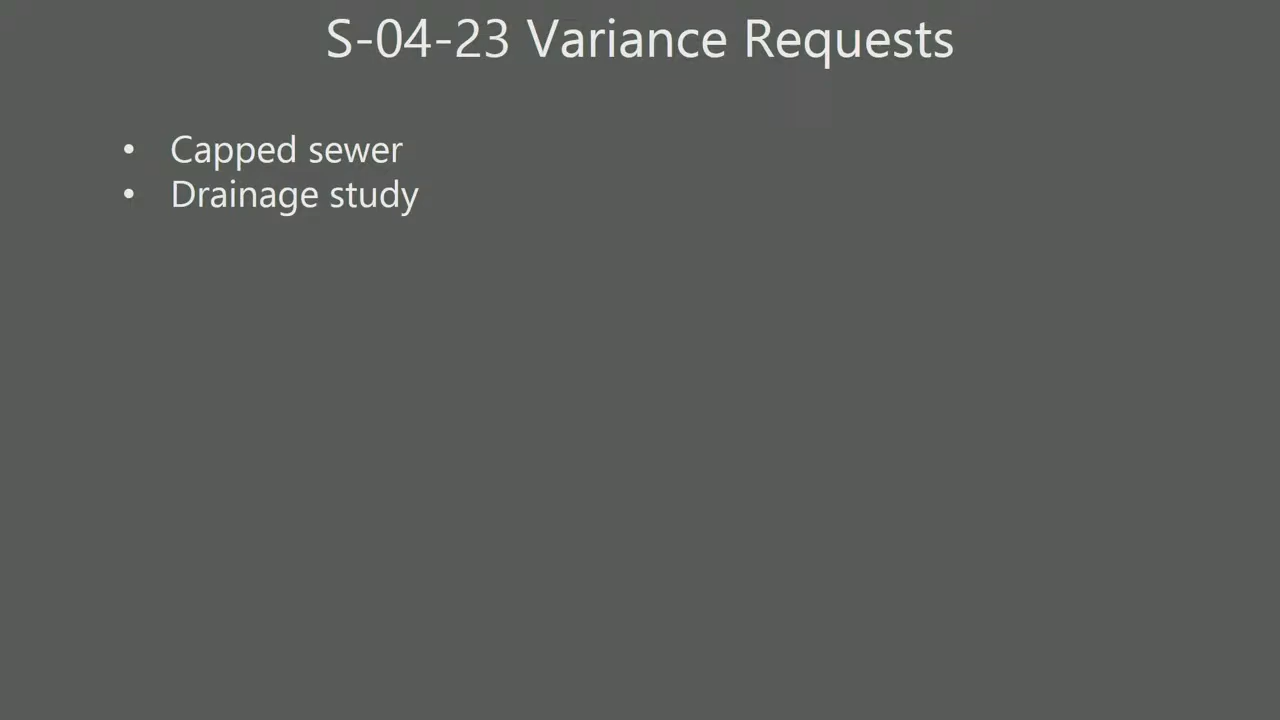 S-04-23 Variance Requests
• Capped sewer
• Drainage study